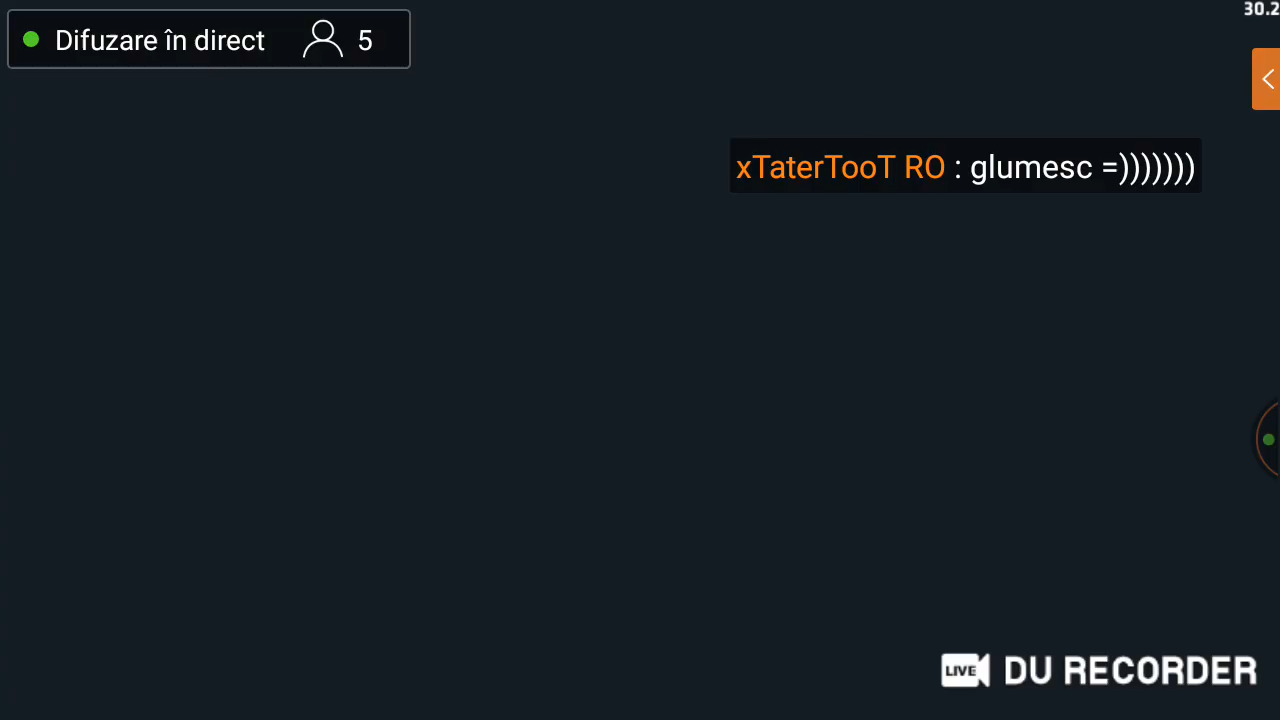 30.2
Difuzare în direct 5
xTaterTooT RO : glumesc =)))))))
LIVE DU RECORDER